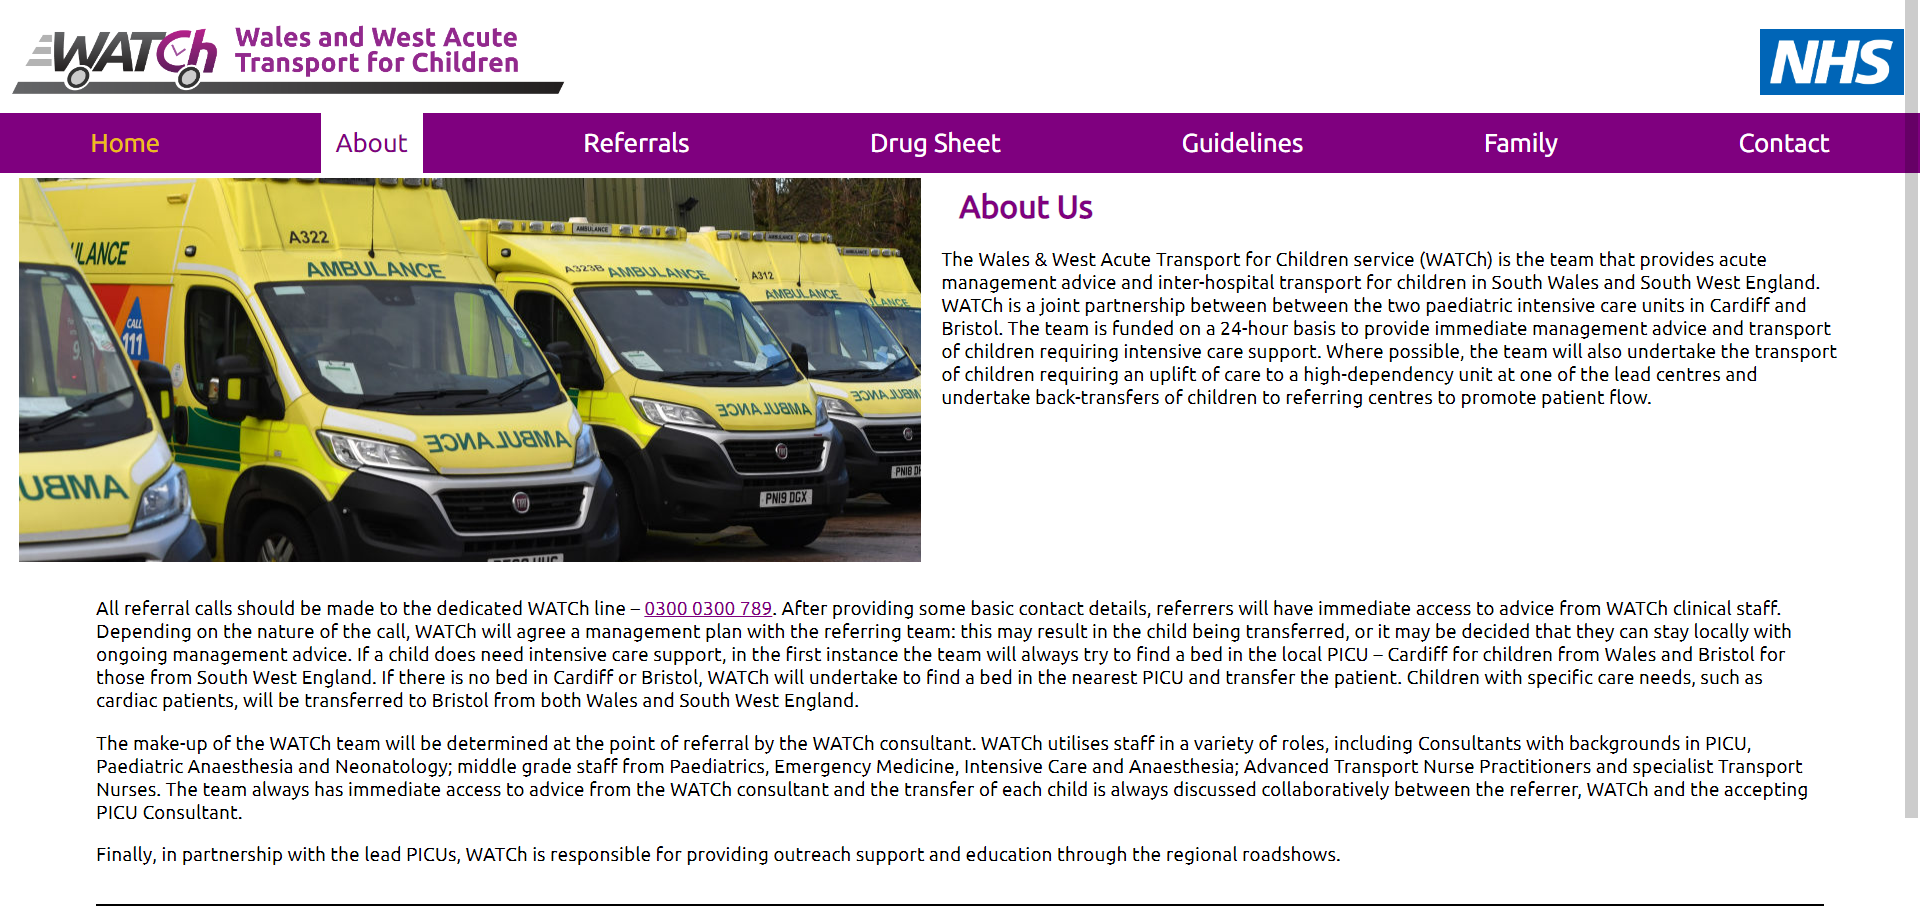 WATCh
Wales and West Acute
Transport for Children
NHS
Home About Referrals Drug Sheet Guidelines Family Contact
ULANCE
CALL
111
A322
AMBULANCE
AMBULANCE
AMBULANCE
AMBULANCE
A323B AMBULANCE
AMBULANCE
PN19 DGX
A312
AMBULANCE
ULANCE
PN18
About Us
The Wales & West Acute Transport for Children service (WATCh) is the team that provides acute
management advice and inter-hospital transport for children in South Wales and South West England.
WATCh is a joint partnership between between the two paediatric intensive care units in Cardiff and
Bristol. The team is funded on a 24-hour basis to provide immediate management advice and transport
of children requiring intensive care support. Where possible, the team will also undertake the transport
of children requiring an uplift of care to a high-dependency unit at one of the lead centres and
undertake back-transfers of children to referring centres to promote patient flow.
All referral calls should be made to the dedicated WATCh line – 0300 0300 789. After providing some basic contact details, referrers will have immediate access to advice from WATCh clinical staff.
Depending on the nature of the call, WATCh will agree a management plan with the referring team: this may result in the child being transferred, or it may be decided that they can stay locally with
ongoing management advice. If a child does need intensive care support, in the first instance the team will always try to find a bed in the local PICU – Cardiff for children from Wales and Bristol for
those from South West England. If there is no bed in Cardiff or Bristol, WATCh will undertake to find a bed in the nearest PICU and transfer the patient. Children with specific care needs, such as
cardiac patients, will be transferred to Bristol from both Wales and South West England.
The make-up of the WATCh team will be determined at the point of referral by the WATCh consultant. WATCh utilises staff in a variety of roles, including Consultants with backgrounds in PICU,
Paediatric Anaesthesia and Neonatology; middle grade staff from Paediatrics, Emergency Medicine, Intensive Care and Anaesthesia; Advanced Transport Nurse Practitioners and specialist Transport
Nurses. The team always has immediate access to advice from the WATCh consultant and the transfer of each child is always discussed collaboratively between the referrer, WATCh and the accepting
PICU Consultant.
Finally, in partnership with the lead PICUs, WATCh is responsible for providing outreach support and education through the regional roadshows.